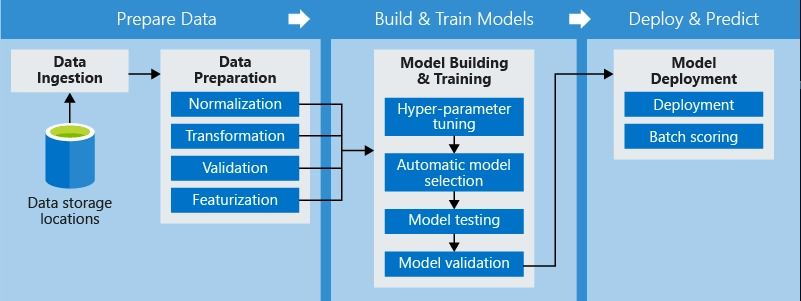 Prepare Data
Build & Train Models
Deploy & Predict
Data
Ingestion
Data storage
locations
Data
Preparation
Normalization
Transformation
Validation
Featurization
Model Building
& Training
Hyper-parameter
tuning
Automatic model
selection
Model testing
Model validation
Model
Deployment
Deployment
Batch scoring